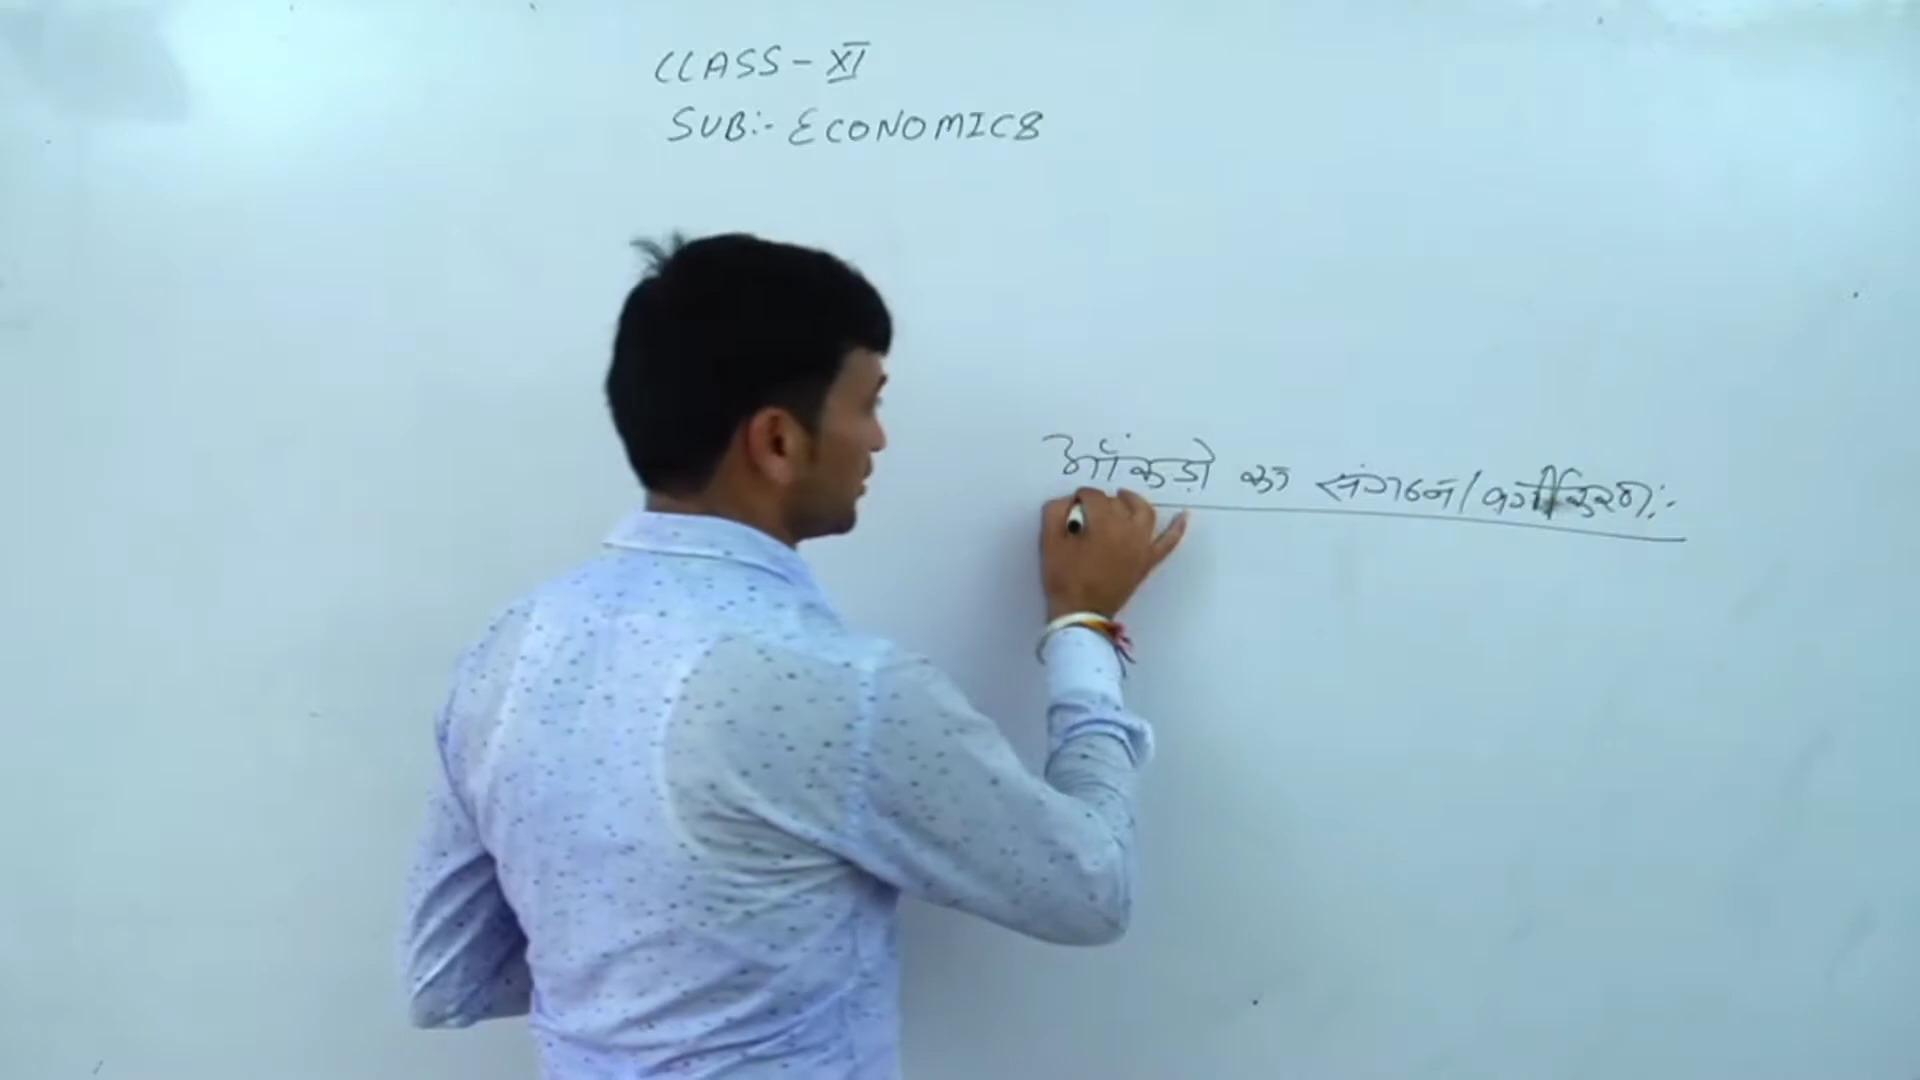 CLASS - XI
SUB:- ECONOMICS
आँकड़ो का संगठन/वर्गीकरण:-